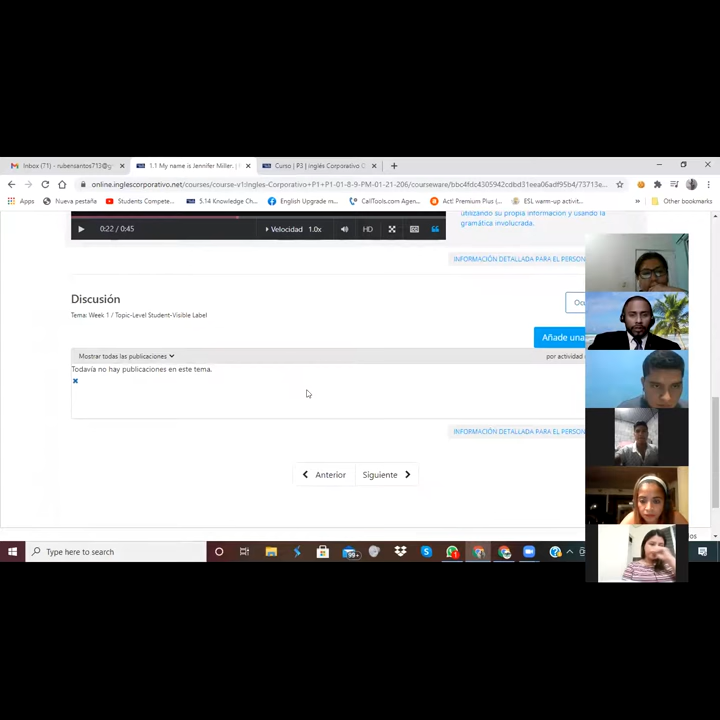 Inbox (71) - rubensantos713@g
1.1 My name is Jennifer Miller. |
Curso | P3 | Inglés Corporativo O
online.inglescorporativo.net/courses/course-v1:Ingles-Corporativo+P1+P1-01-8-9-PM-01-21-206/courseware/bbc4fdc4305942cdbd31eea06adf95b4/73713e...
Apps
Nueva pestaña
Students Compete...
5.14 Knowledge Ch...
English Upgrade m...
CallTools.com Agen...
Act! Premium Plus (...
ESL warm-up activit...
Other bookmarks
utilizando su propia información y usando la
gramática involucrada.
0:22 / 0:45
Velocidad 1.0x
HD
INFORMACIÓN DETALLADA PARA EL PERSON
Discusión
Tema: Week 1 / Topic-Level Student-Visible Label
Añade una
Mostrar todas las publicaciones
por actividad
Todavía no hay publicaciones en este tema.
INFORMACIÓN DETALLADA PARA EL PERSON
Anterior
Siguiente
Type here to search
99+